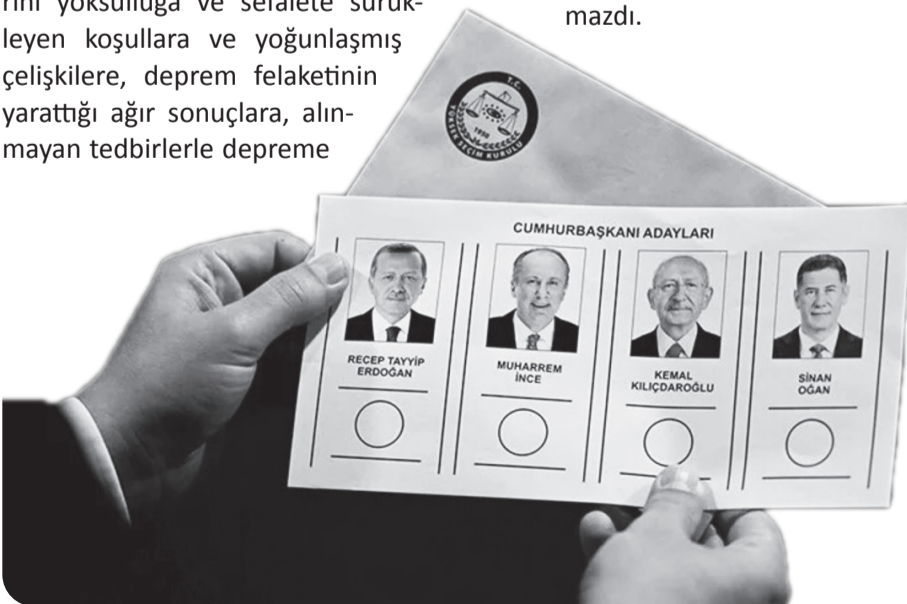 rini yoksulluğa ve sefalete sürük-
leyen koşullara ve yoğunlaşmış
çelişkilere, deprem felaketinin
yarattığı ağır sonuçlara, alın-
mayan tedbirlerle depreme
mazdı.
T.C.
YÜKSEK SEÇİM KURULU
1950
CUMHURBAŞKANI ADAYLARI
RECEP TAYYİP
ERDOĞAN
MUHARREM
İNCE
KEMAL
KILIÇDAROĞLU
SİNAN
OĞAN